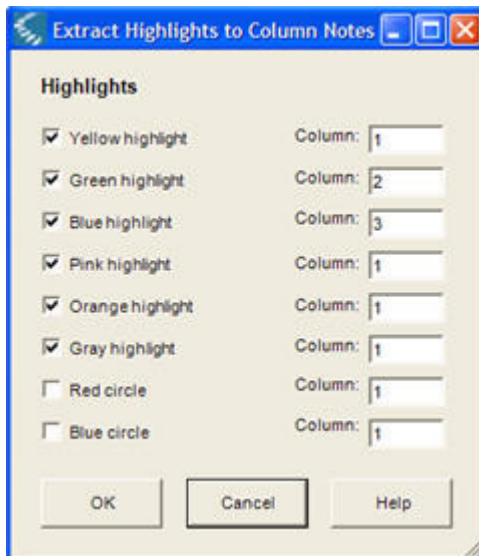 Extract Highlights to Column Notes
Highlights
Yellow highlight Column: 1
Green highlight Column: 2
Blue highlight Column: 3
Pink highlight Column: 1
Orange highlight Column: 1
Gray highlight Column: 1
Red circle Column: 1
Blue circle Column: 1
OK Cancel Help